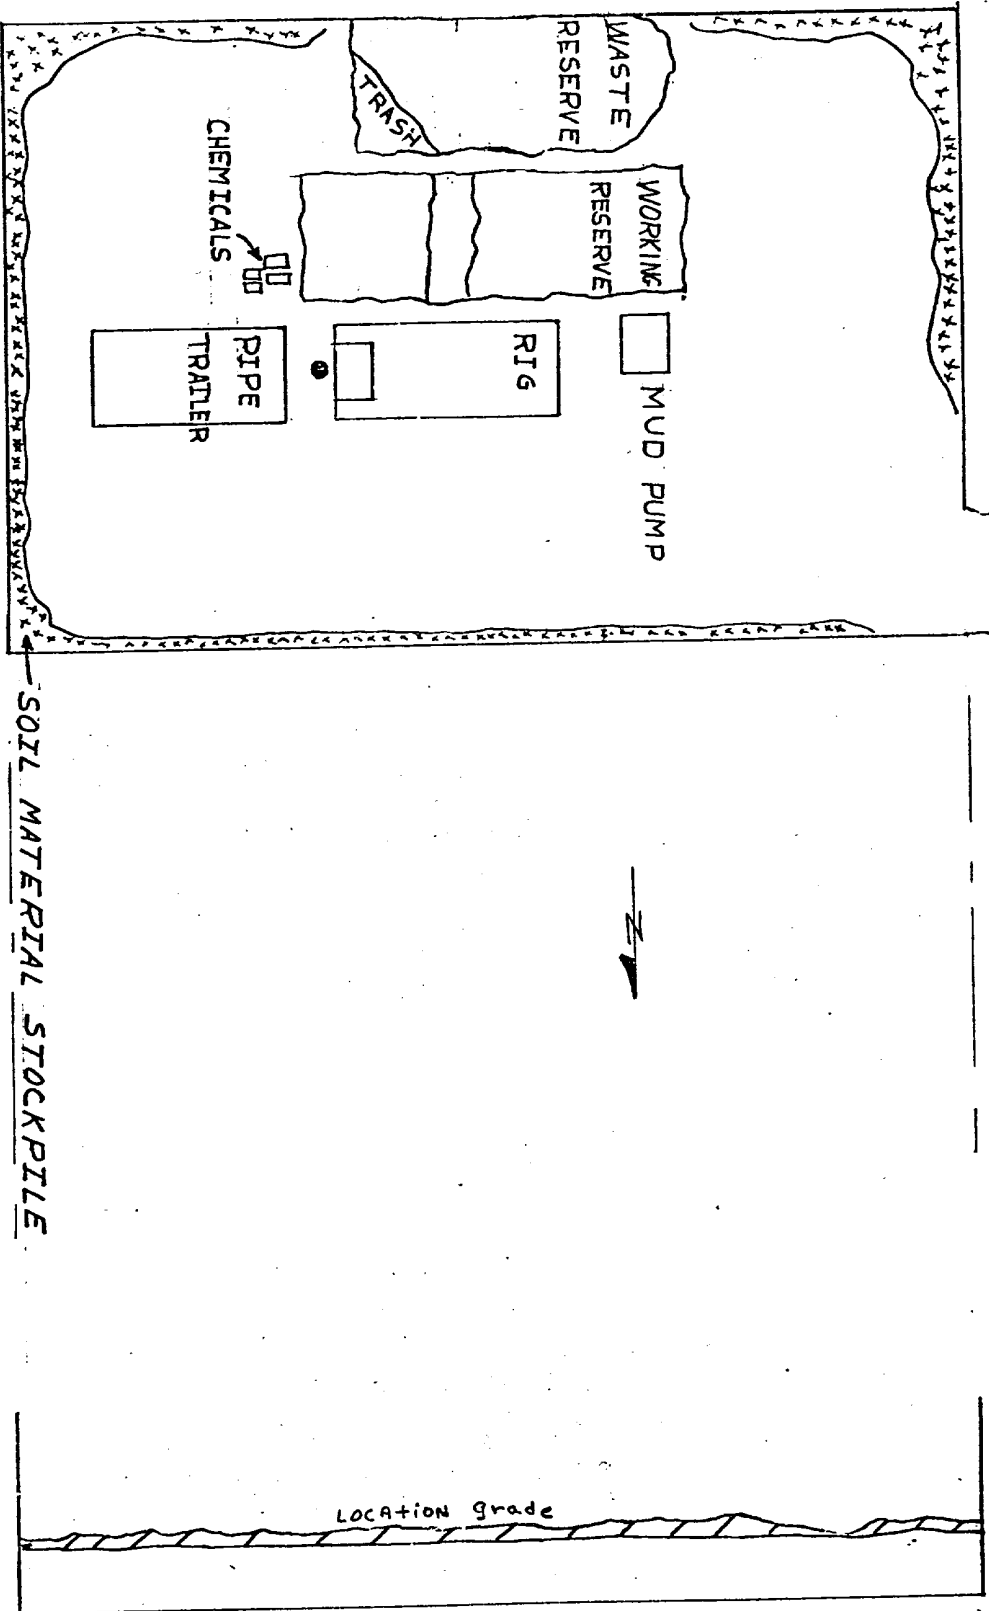 WASTE
RESERVE
TRASH
WORKING
RESERVE
CHEMICALS
MUD PUMP
RIG
PIPE
TRAILER
SOIL MATERIAL STOCKPILE
N
LOCATION grade